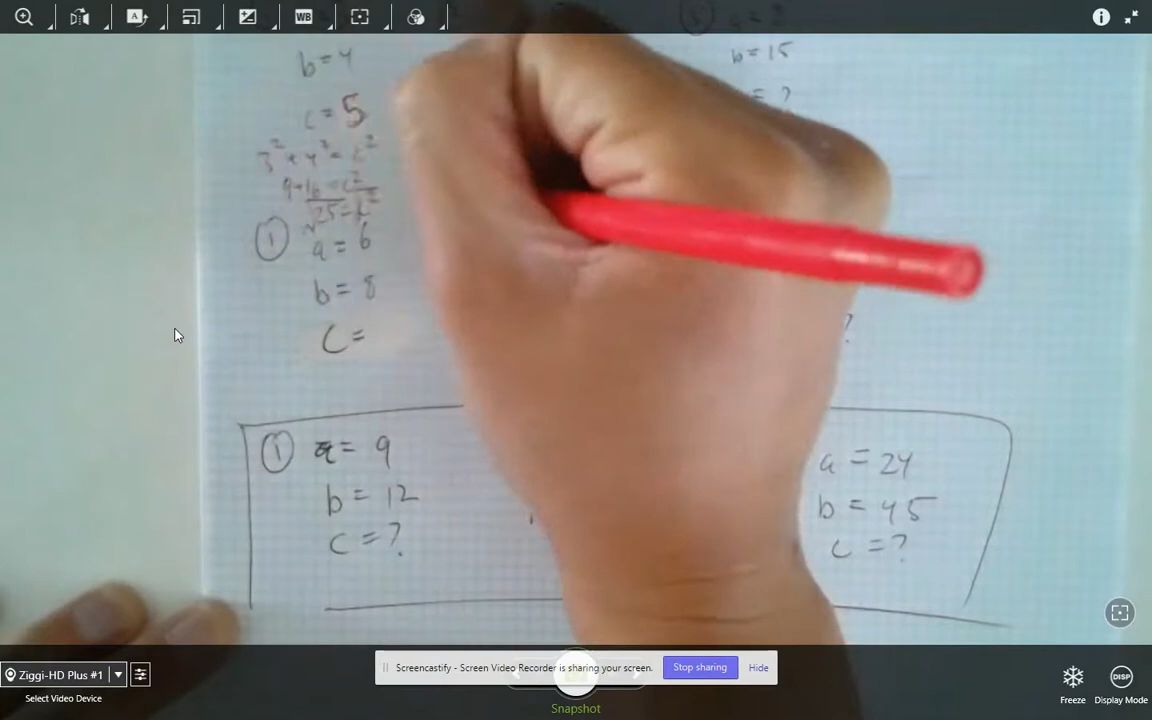 WB
b = 4
c = 5
3² + 4² = c²
9 + 16 = c²
√25 = c²
① a = 6
b = 8
c =
b = 15
= ?
?
① a = 9
b = 12
c = ?
a = 24
b = 45
c = ?
Ziggi-HD Plus #1
Select Video Device
Screencastify - Screen Video Recorder is sharing your screen.
Stop sharing
Hide
Snapshot
Freeze
DISP
Display Mode